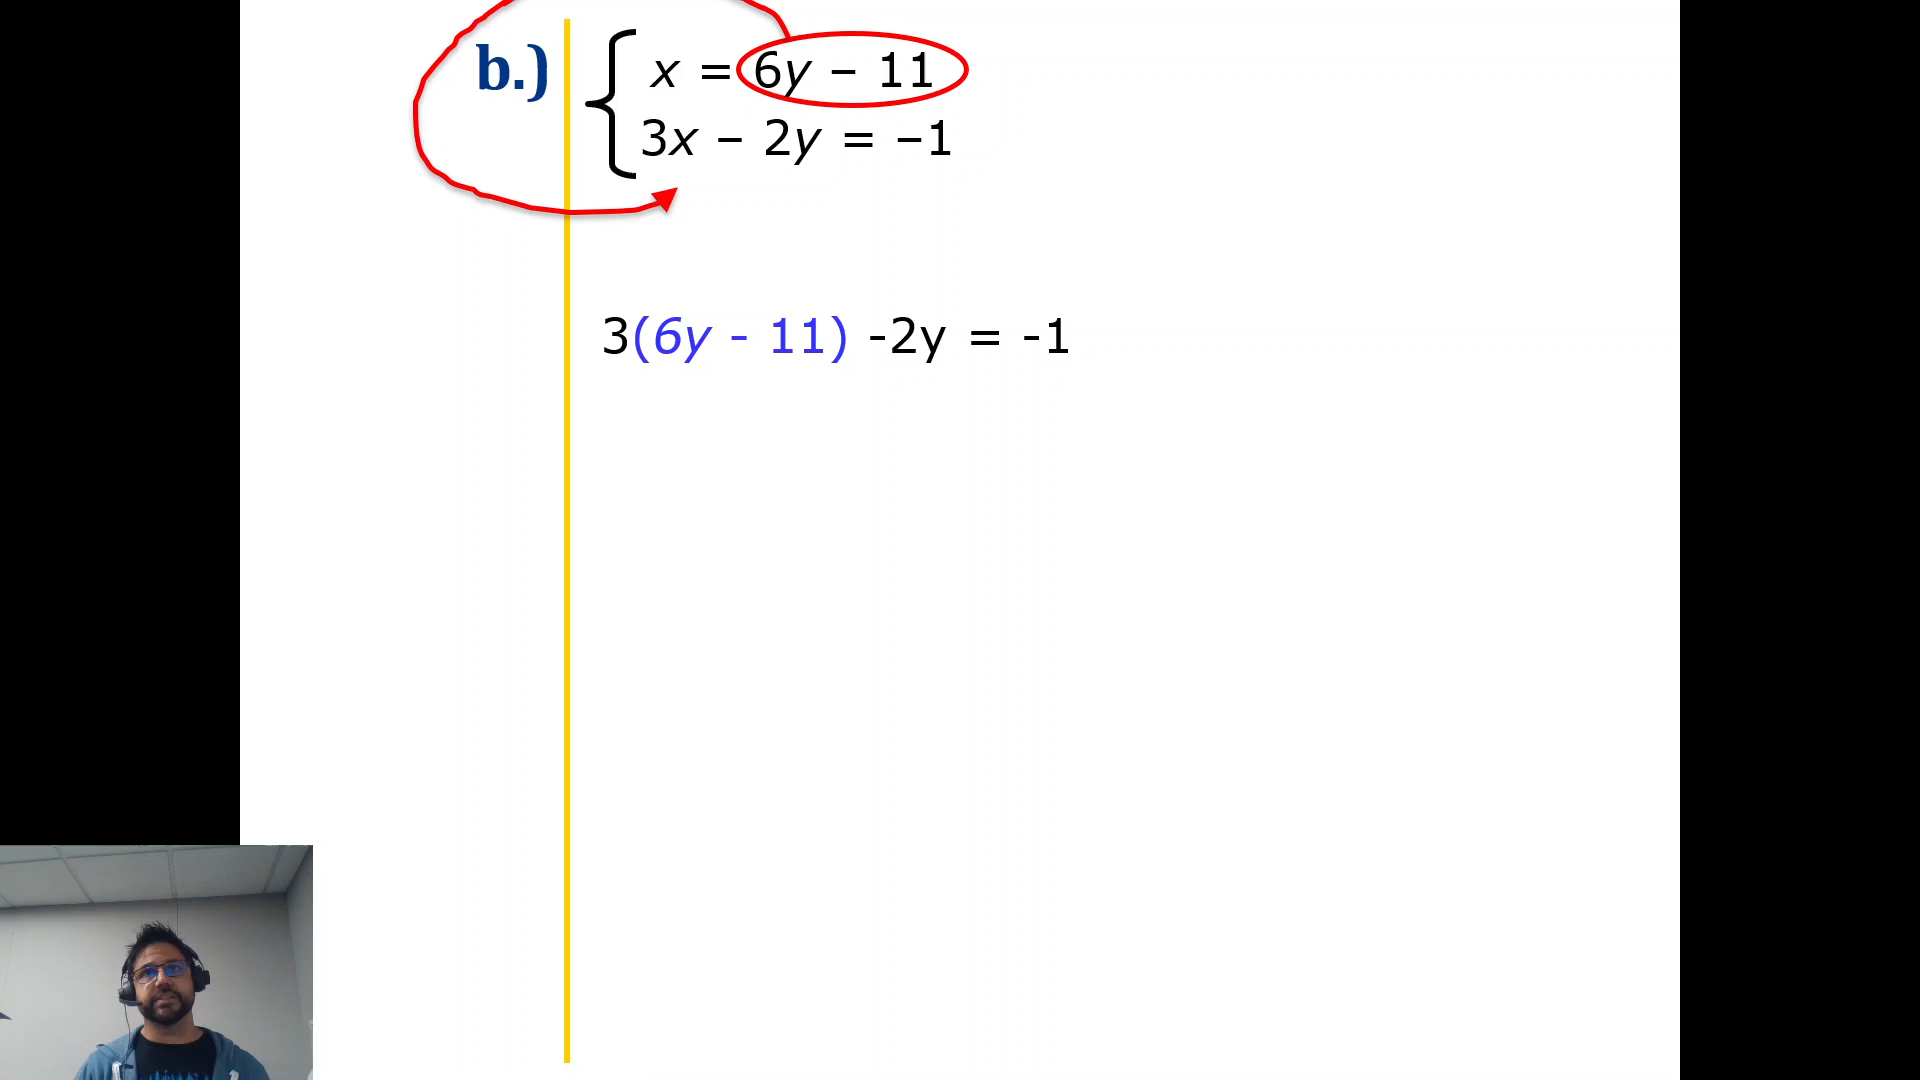 b.)
x = 6y – 11
3x – 2y = –1
3(6y - 11) -2y = -1